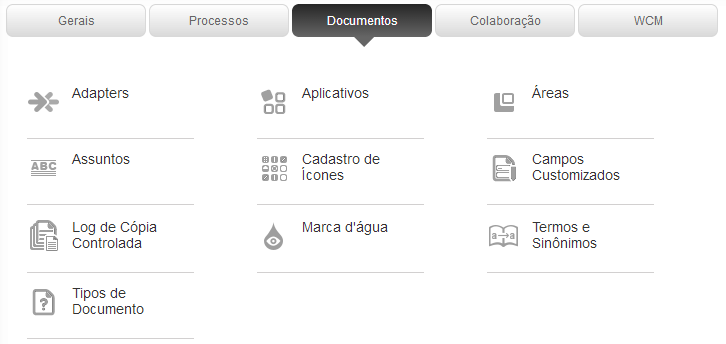 Gerais
Processos
Documentos
Colaboração
WCM
Adapters
Aplicativos
Áreas
ABC
Assuntos
Cadastro de
Ícones
Campos
Customizados
Log de Cópia
Controlada
Marca d'água
a→a
Termos e
Sinônimos
?
Tipos de
Documento